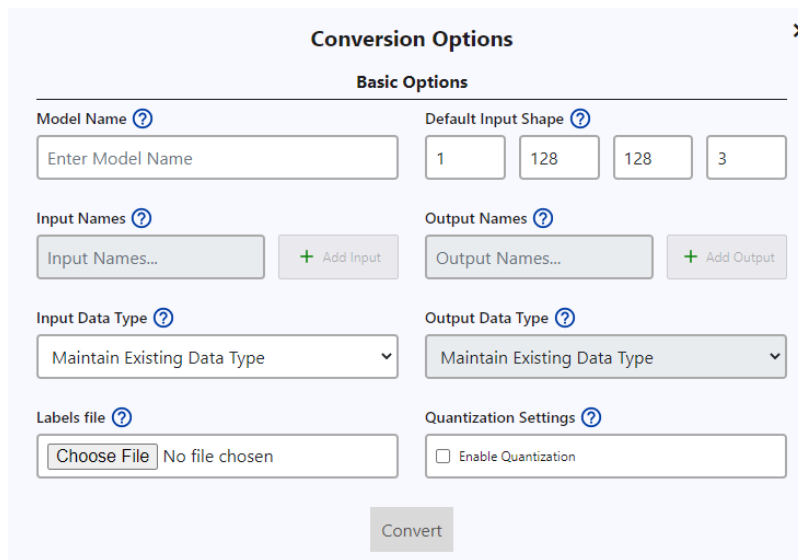 Conversion Options
Basic Options
Model Name ?
Default Input Shape ?
Enter Model Name
1 128 128 3
Input Names ?
Output Names ?
Input Names...
+ Add Input
Output Names...
+ Add Output
Input Data Type ?
Output Data Type ?
Maintain Existing Data Type
Maintain Existing Data Type
Labels file ?
Quantization Settings ?
Choose File No file chosen
Enable Quantization
Convert